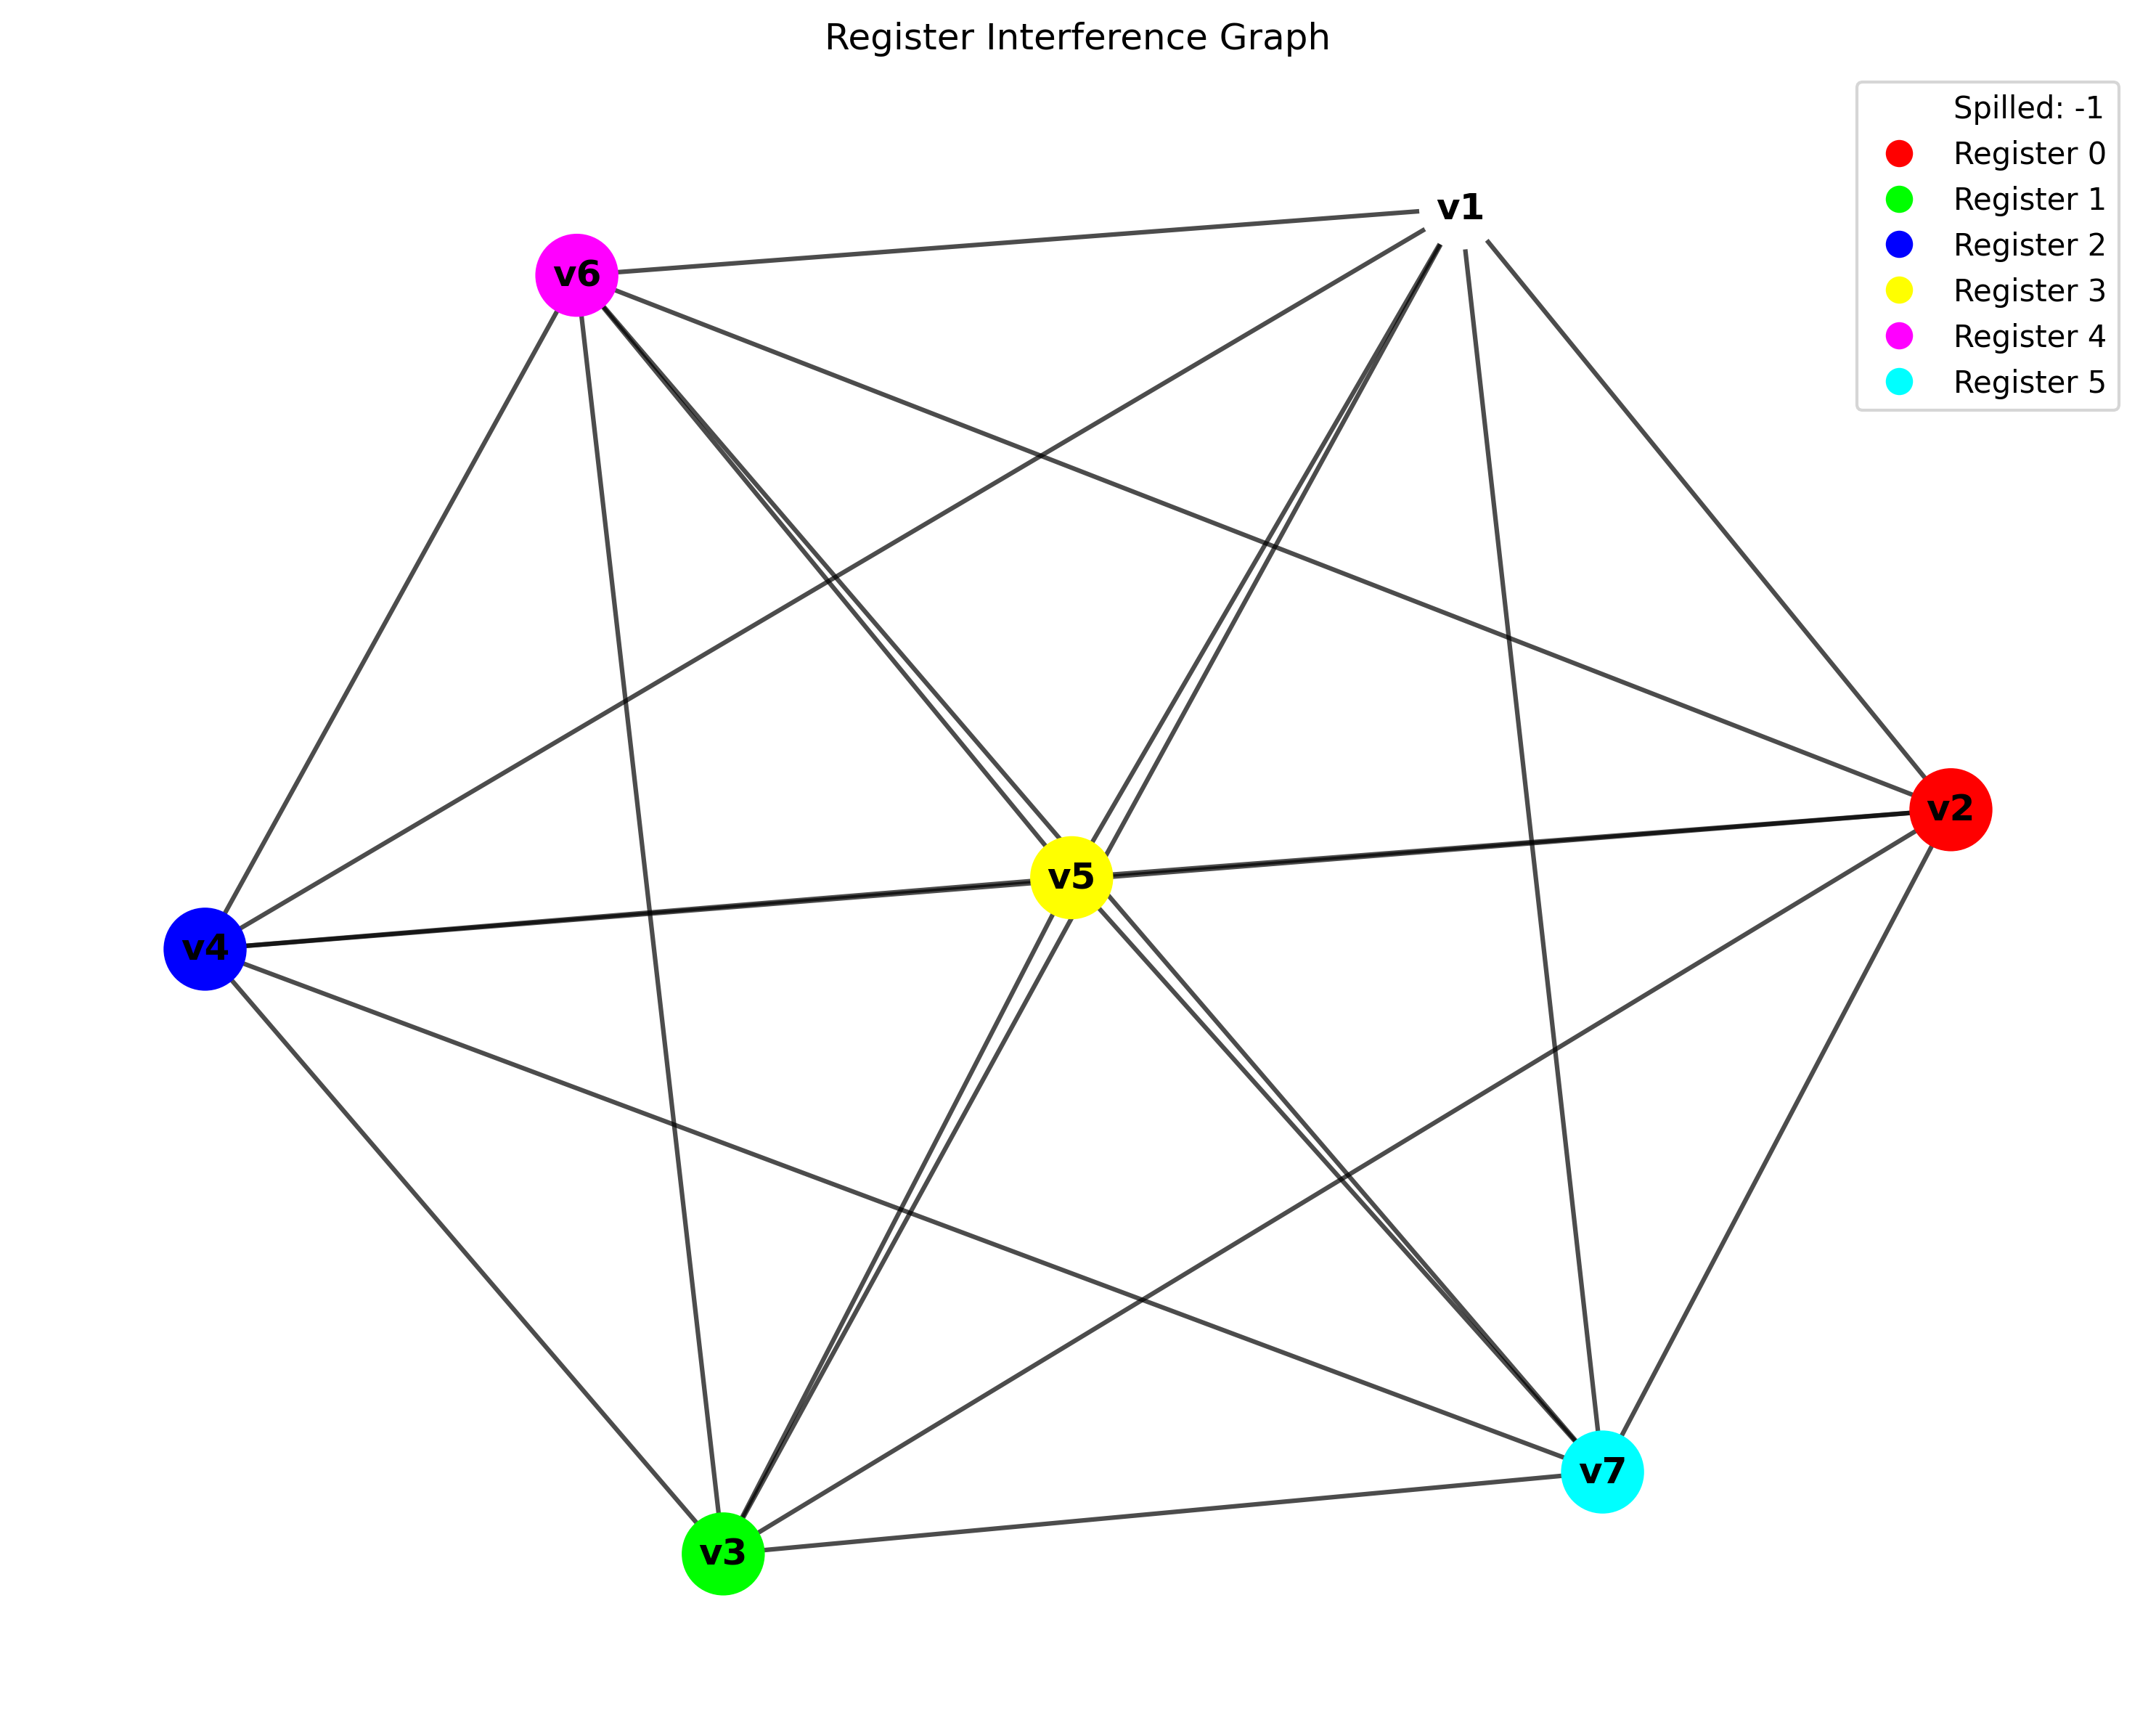 Register Interference Graph
Spilled: -1
Register 0
Register 1
Register 2
Register 3
Register 4
Register 5
v1
v6
v2
v5
v4
v7
v3